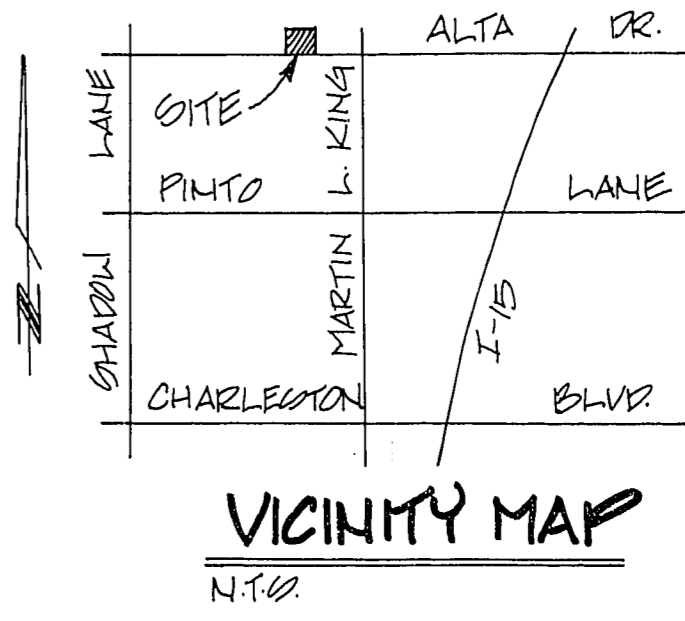 ALTA DR.
SITE
PINTO LANE
CHARLESTON BLVD.
SHADOW LANE
MARTIN L. KING
I-15
N
VICINITY MAP
N.T.S.